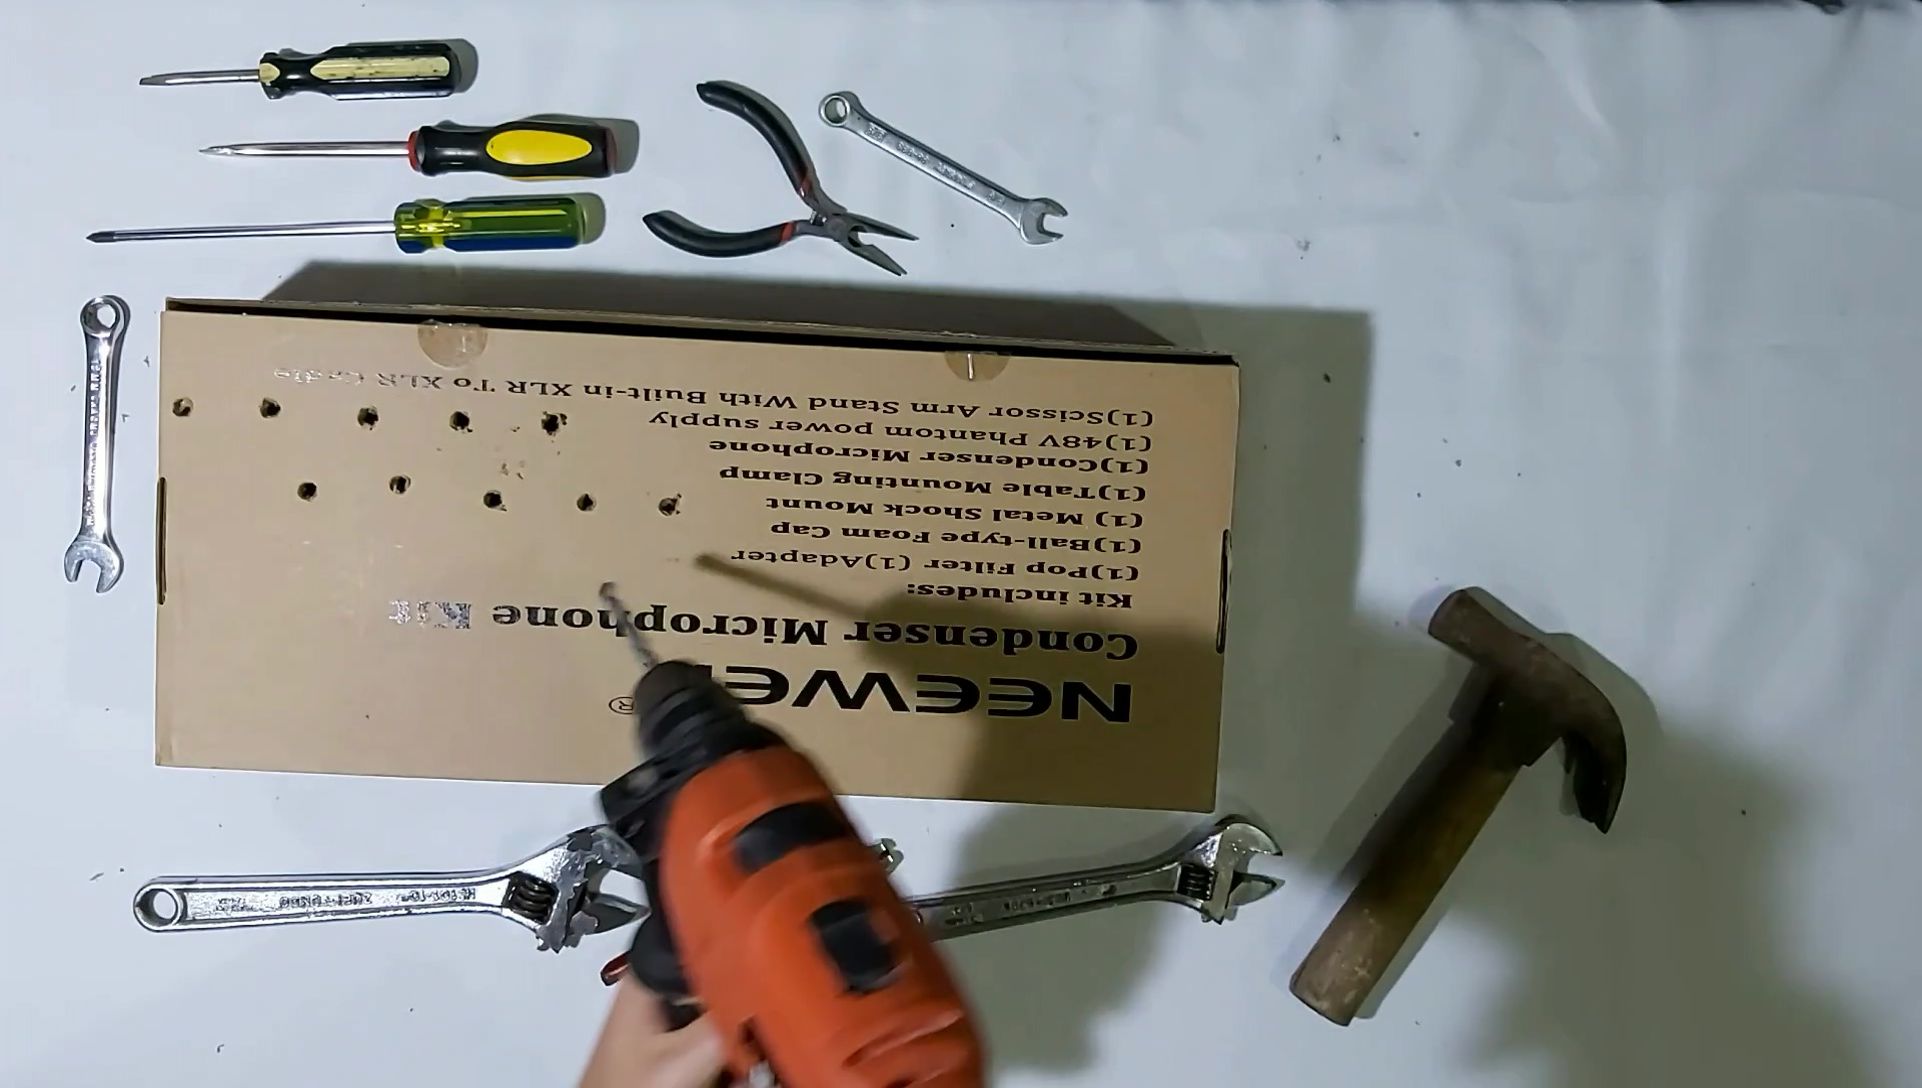 NEEWER®
Condenser Microphone Kit
Kit includes:
(1)Pop Filter (1)Adapter
(1)Ball-type Foam Cap
(1) Metal Shock Mount
(1)Table Mounting Clamp
(1)Condenser Microphone
(1)48V Phantom power supply
(1)Scissor Arm Stand With Built-in XLR To XLR Cable